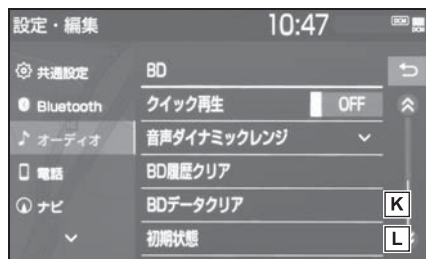 設定・編集 10:47 DCM
共通設定
BD
Bluetooth
クイック再生 OFF
オーディオ
音声ダイナミックレンジ
電話
BD履歴クリア
ナビ
BDデータクリア K
初期状態 L